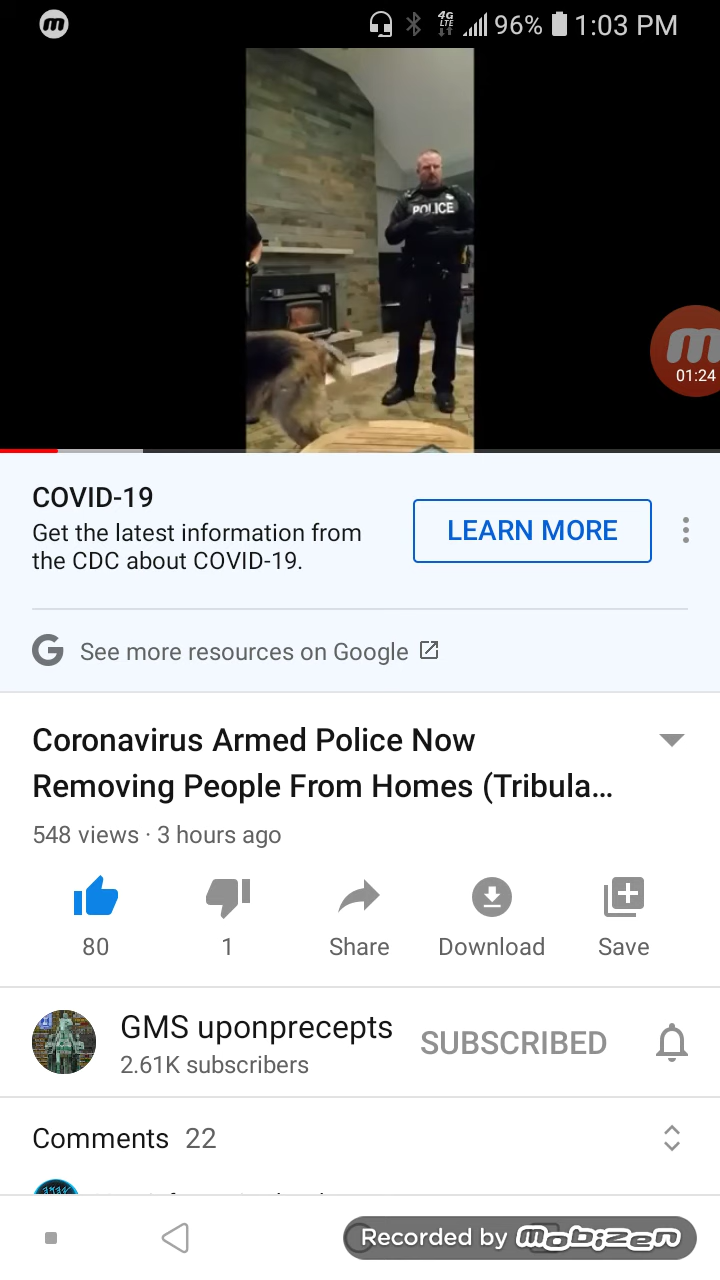 m 4G LTE 96% 1:03 PM
POLICE
m
01:24
COVID-19
Get the latest information from
the CDC about COVID-19.
LEARN MORE
G See more resources on Google
Coronavirus Armed Police Now
Removing People From Homes (Tribula...
548 views · 3 hours ago
80 1 Share Download Save
GMS uponprecepts
2.61K subscribers
SUBSCRIBED
Comments 22
Recorded by mobizen